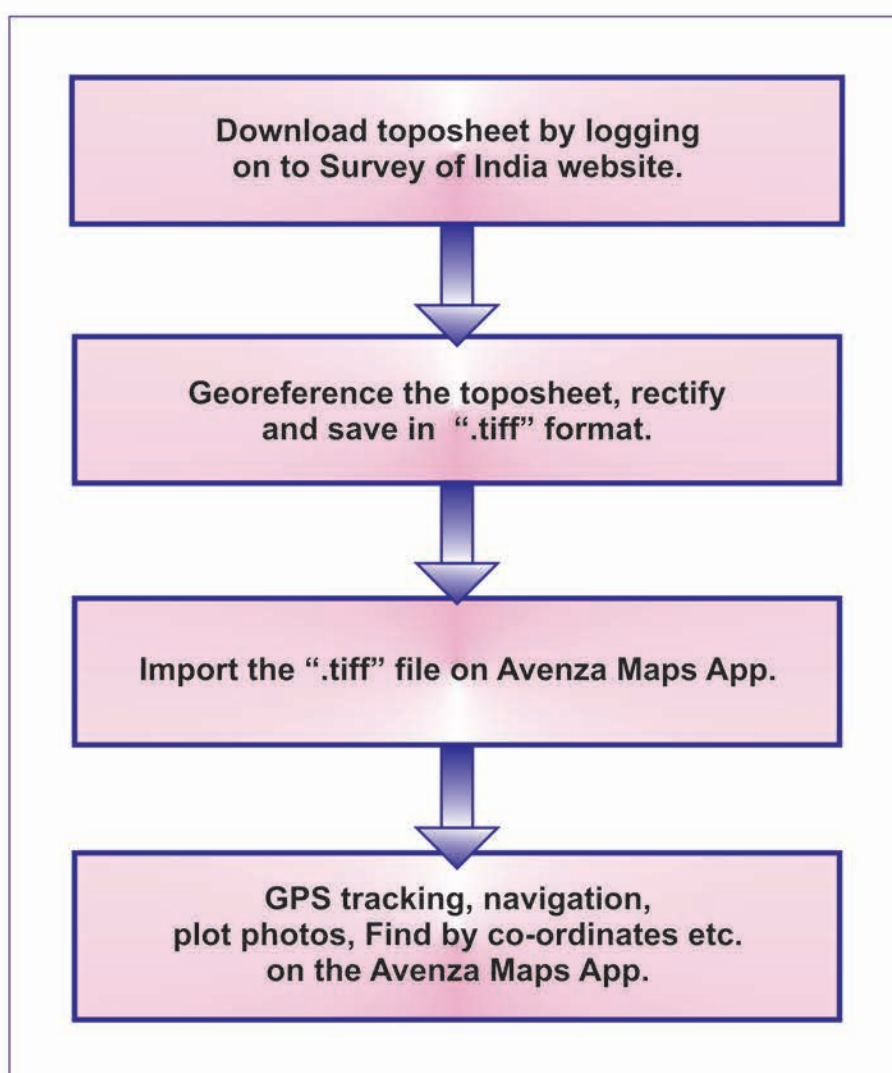 Download toposheet by logging
on to Survey of India website.
Georeference the toposheet, rectify
and save in “.tiff” format.
Import the “.tiff” file on Avenza Maps App.
GPS tracking, navigation,
plot photos, Find by co-ordinates etc.
on the Avenza Maps App.